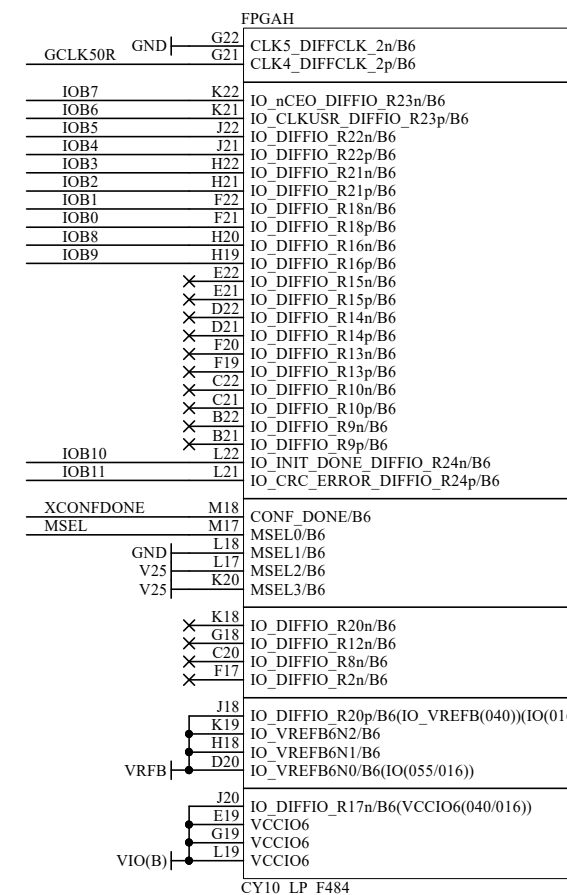 FPGAH
GND G22 CLK5_DIFFCLK_2n/B6
GCLK50R G21 CLK4_DIFFCLK_2p/B6
IOB7 K22 IO_nCEO_DIFFIO_R23n/B6
IOB6 K21 IO_CLKUSR_DIFFIO_R23p/B6
IOB5 J22 IO_DIFFIO_R22n/B6
IOB4 J21 IO_DIFFIO_R22p/B6
IOB3 H22 IO_DIFFIO_R21n/B6
IOB2 H21 IO_DIFFIO_R21p/B6
IOB1 F22 IO_DIFFIO_R18n/B6
IOB0 F21 IO_DIFFIO_R18p/B6
IOB8 H20 IO_DIFFIO_R16n/B6
IOB9 H19 IO_DIFFIO_R16p/B6
E22 IO_DIFFIO_R15n/B6
E21 IO_DIFFIO_R15p/B6
D22 IO_DIFFIO_R14n/B6
D21 IO_DIFFIO_R14p/B6
F20 IO_DIFFIO_R13n/B6
F19 IO_DIFFIO_R13p/B6
C22 IO_DIFFIO_R10n/B6
C21 IO_DIFFIO_R10p/B6
B22 IO_DIFFIO_R9n/B6
B21 IO_DIFFIO_R9p/B6
IOB10 L22 IO_INIT_DONE_DIFFIO_R24n/B6
IOB11 L21 IO_CRC_ERROR_DIFFIO_R24p/B6
XCONFDONE M18 CONF_DONE/B6
MSEL M17 MSEL0/B6
GND L18 MSEL1/B6
V25 L17 MSEL2/B6
V25 K20 MSEL3/B6
K18 IO_DIFFIO_R20n/B6
G18 IO_DIFFIO_R12n/B6
C20 IO_DIFFIO_R8n/B6
F17 IO_DIFFIO_R2n/B6
J18 IO_DIFFIO_R20p/B6(IO_VREFB(040))(IO(01
K19 IO_VREFB6N2/B6
H18 IO_VREFB6N1/B6
VRFB D20 IO_VREFB6N0/B6(IO(055/016))
J20 IO_DIFFIO_R17n/B6(VCCIO6(040/016))
E19 VCCIO6
G19 VCCIO6
VIO(B) L19 VCCIO6
CY10_LP_F484